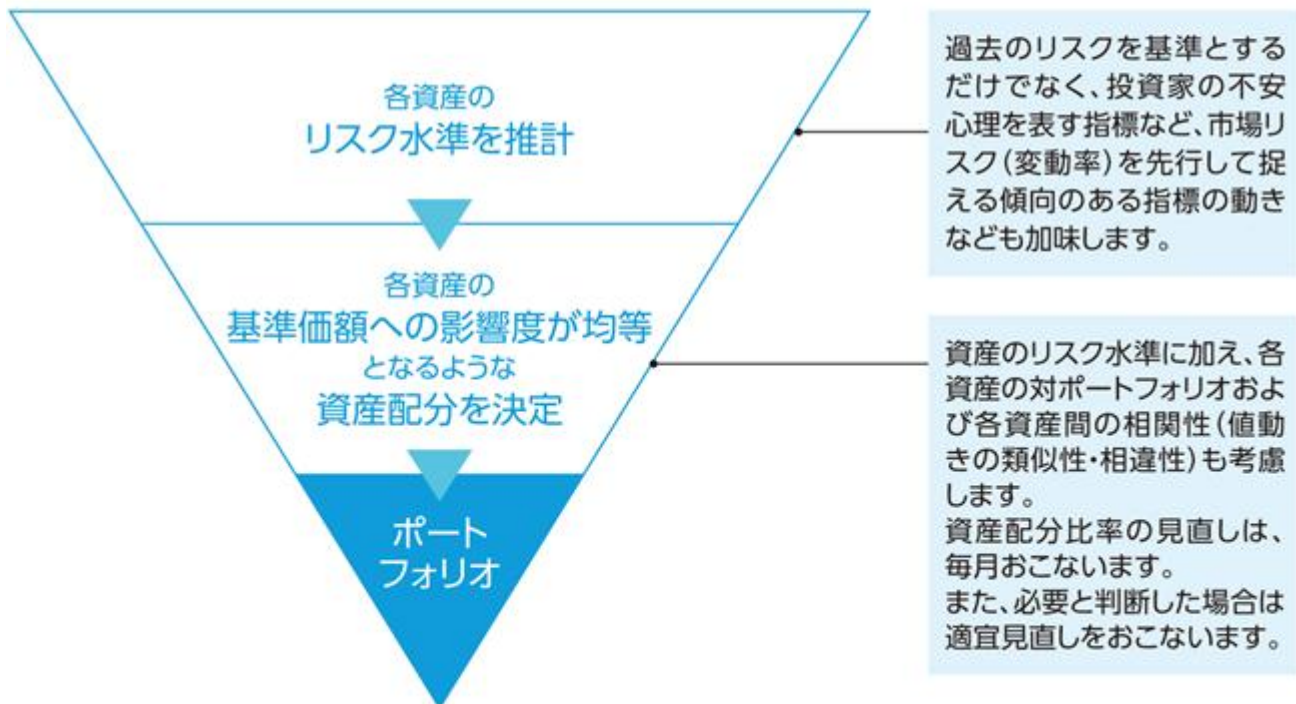 各資産の
リスク水準を推計
各資産の
基準価額への影響度が均等
となるような
資産配分を決定
ポート
フォリオ
過去のリスクを基準とする
だけでなく、投資家の不安
心理を表す指標など、市場リ
スク(変動率)を先行して捉
える傾向のある指標の動き
なども加味します。
資産のリスク水準に加え、各
資産の対ポートフォリオおよ
び各資産間の相関性(値動
きの類似性・相違性)も考慮
します。
資産配分比率の見直しは、
毎月おこないます。
また、必要と判断した場合は
適宜見直しをおこないます。